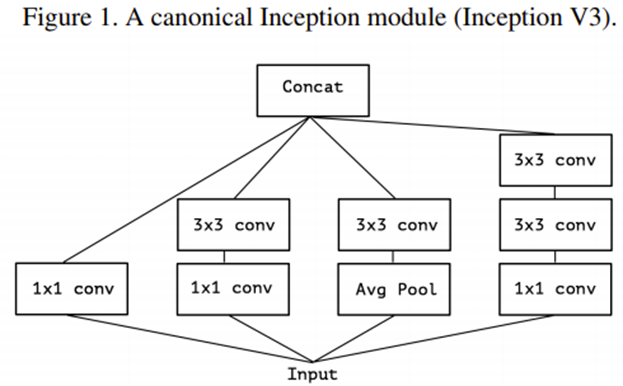 Figure 1. A canonical Inception module (Inception V3).
Concat
3x3 conv
3x3 conv
3x3 conv
3x3 conv
1x1 conv
1x1 conv
Avg Pool
1x1 conv
Input